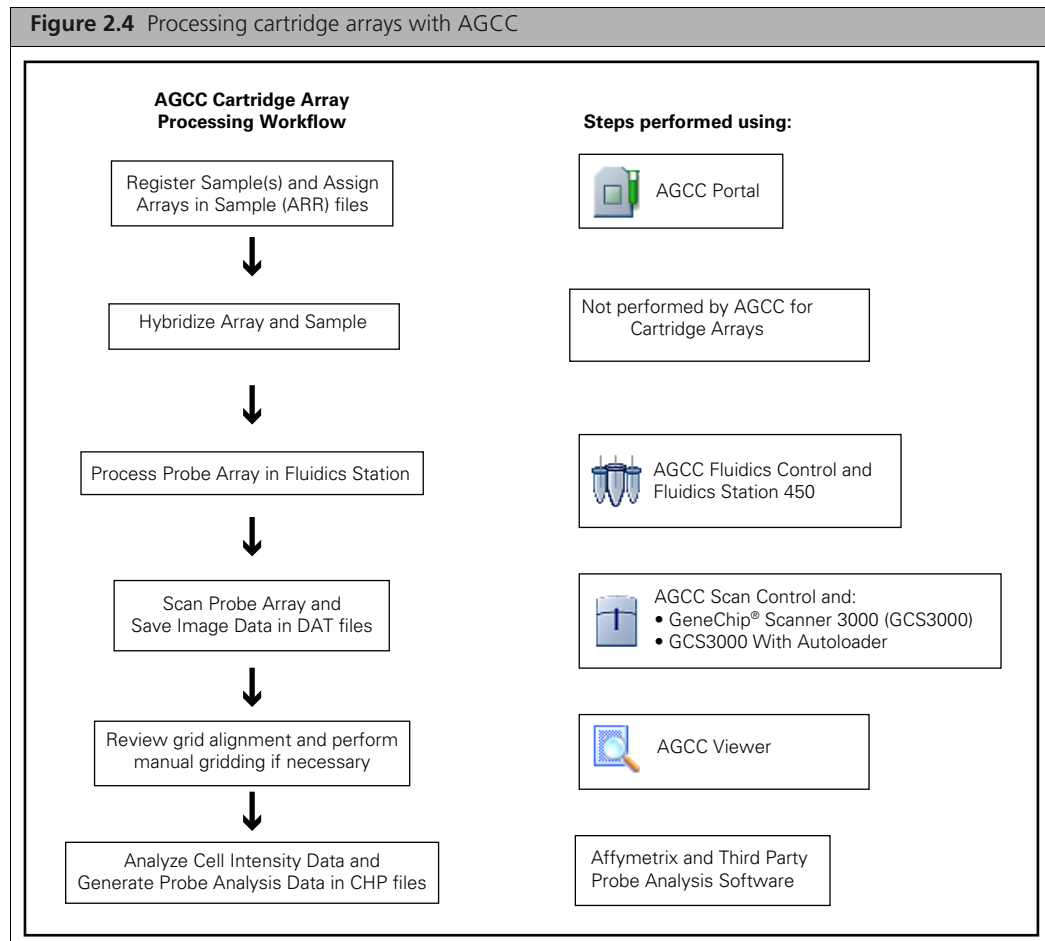 Figure 2.4 Processing cartridge arrays with AGCC
AGCC Cartridge Array
Processing Workflow
Steps performed using:
Register Sample(s) and Assign
Arrays in Sample (ARR) files
AGCC Portal
Hybridize Array and Sample
Not performed by AGCC for
Cartridge Arrays
Process Probe Array in Fluidics Station
AGCC Fluidics Control and
Fluidics Station 450
Scan Probe Array and
Save Image Data in DAT files
AGCC Scan Control and:
• GeneChip® Scanner 3000 (GCS3000)
• GCS3000 With Autoloader
Review grid alignment and perform
manual gridding if necessary
AGCC Viewer
Analyze Cell Intensity Data and
Generate Probe Analysis Data in CHP files
Affymetrix and Third Party
Probe Analysis Software